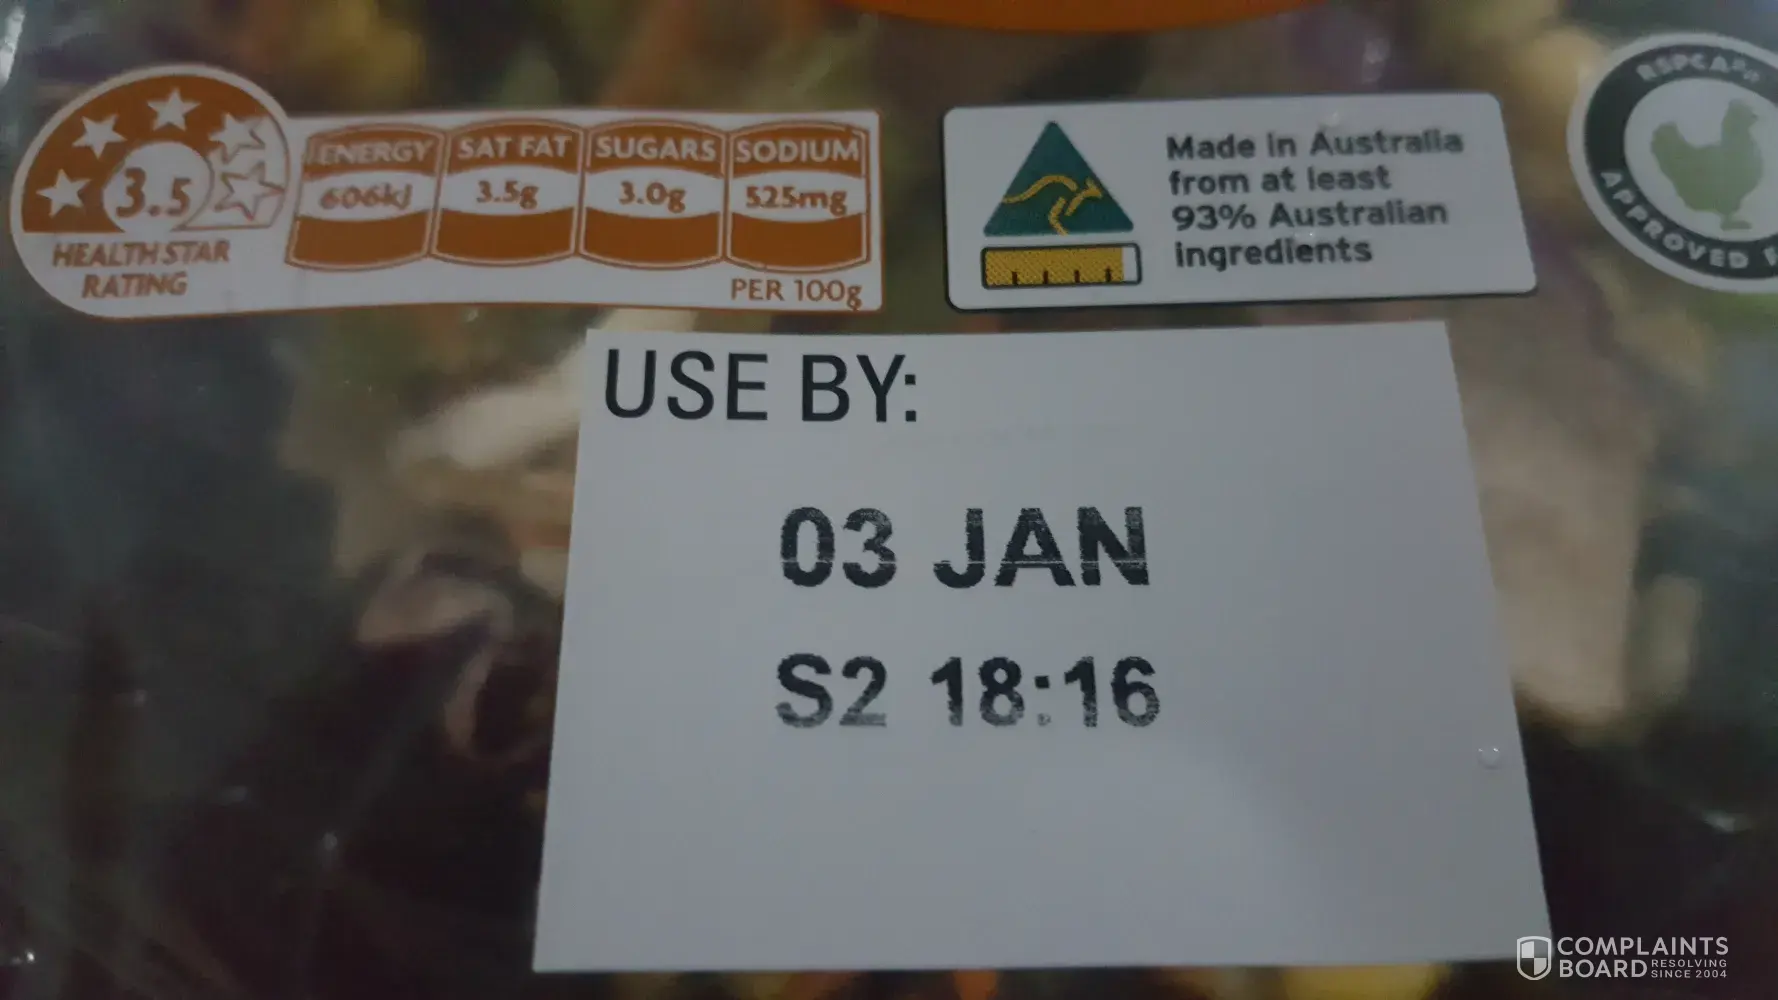 3.5
HEALTH STAR
RATING
ENERGY
606kJ
SAT FAT
3.5g
SUGARS
3.0g
SODIUM
525mg
PER 100g
Made in Australia
from at least
93% Australian
ingredients
RSPCA
APPROVED
USE BY:
03 JAN
S2 18:16
COMPLAINTS
BOARD RESOLVING
SINCE 2004